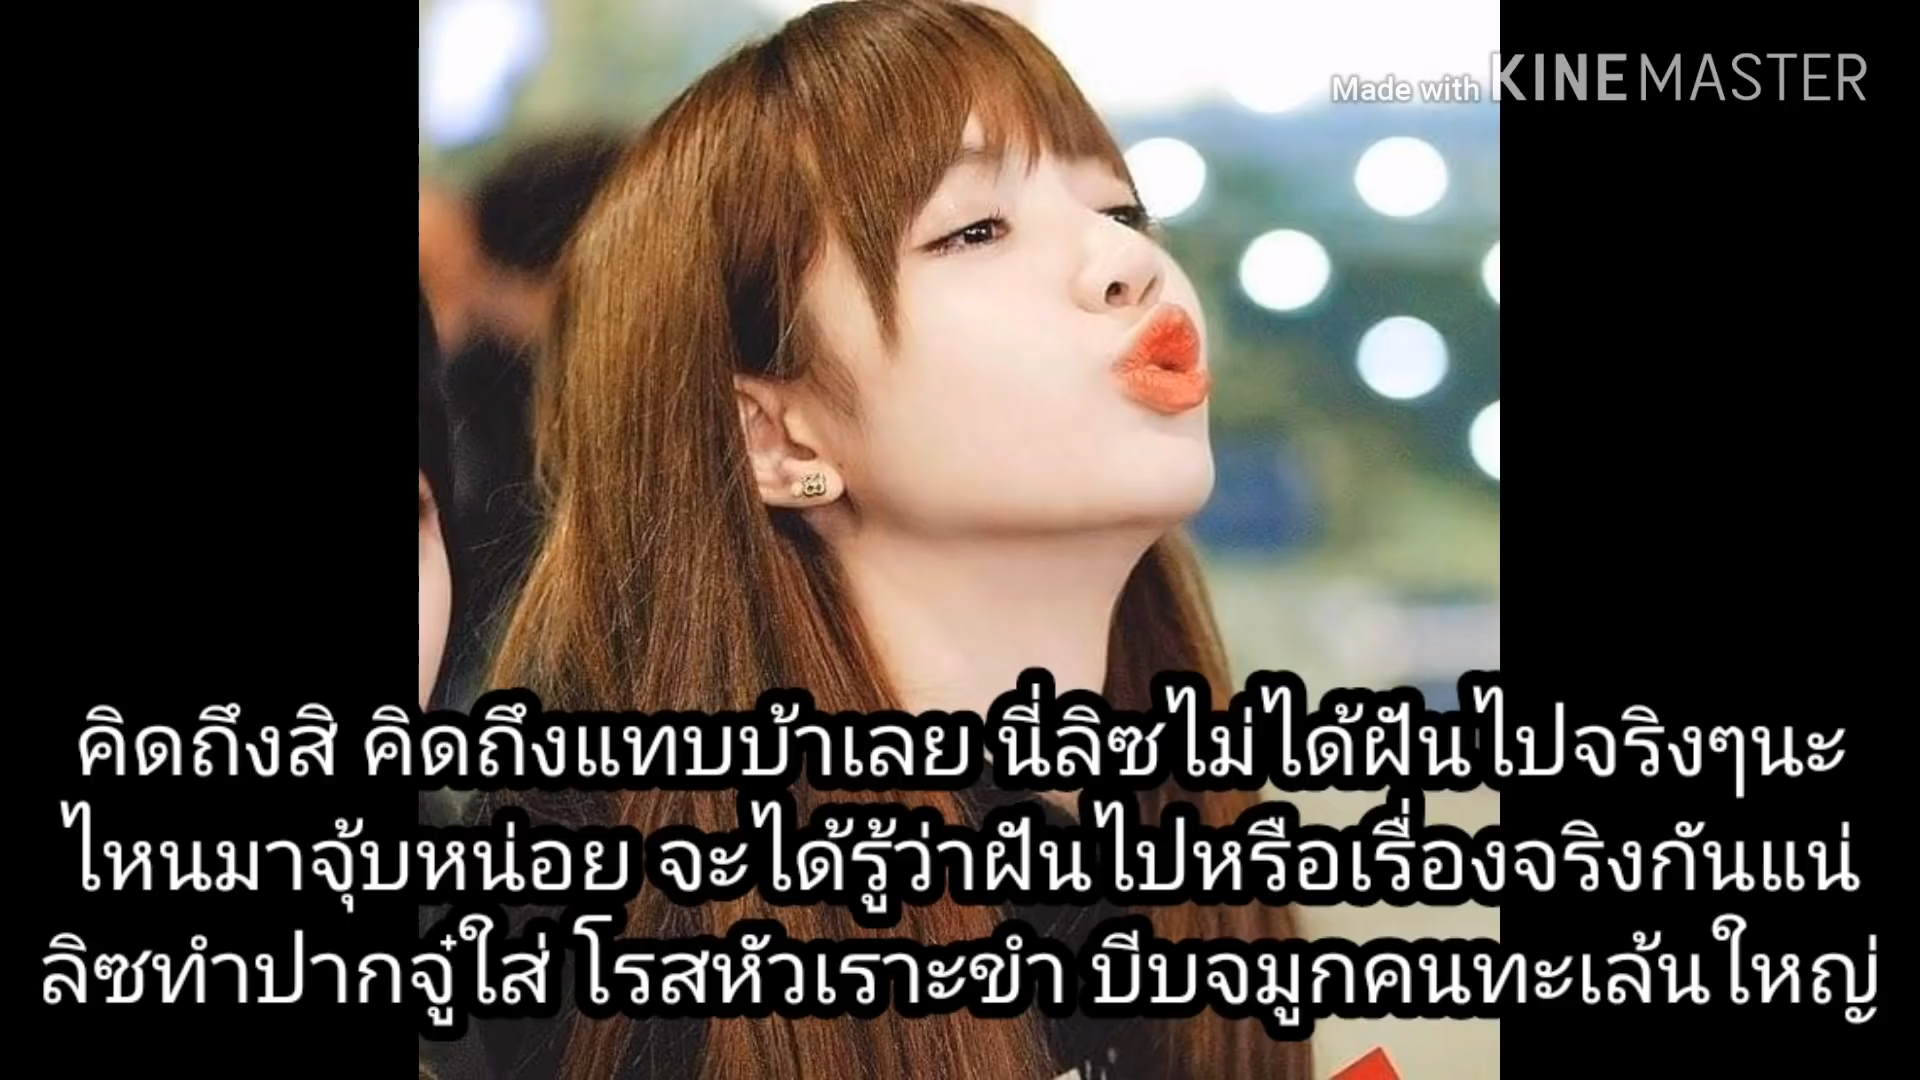 Made with KINEMASTER
คิดถึงสิ คิดถึงแทบบ้าเลย นี่ลิซไม่ได้ฝันไปจริงๆนะ
ไหนมาจุ้บหน่อย จะได้รู้ว่าฝันไปหรือเรื่องจริงกันแน่
ลิซทำปากจู๋ใส่ โรสหัวเราะขำ บีบจมูกคนทะเล้นใหญ่